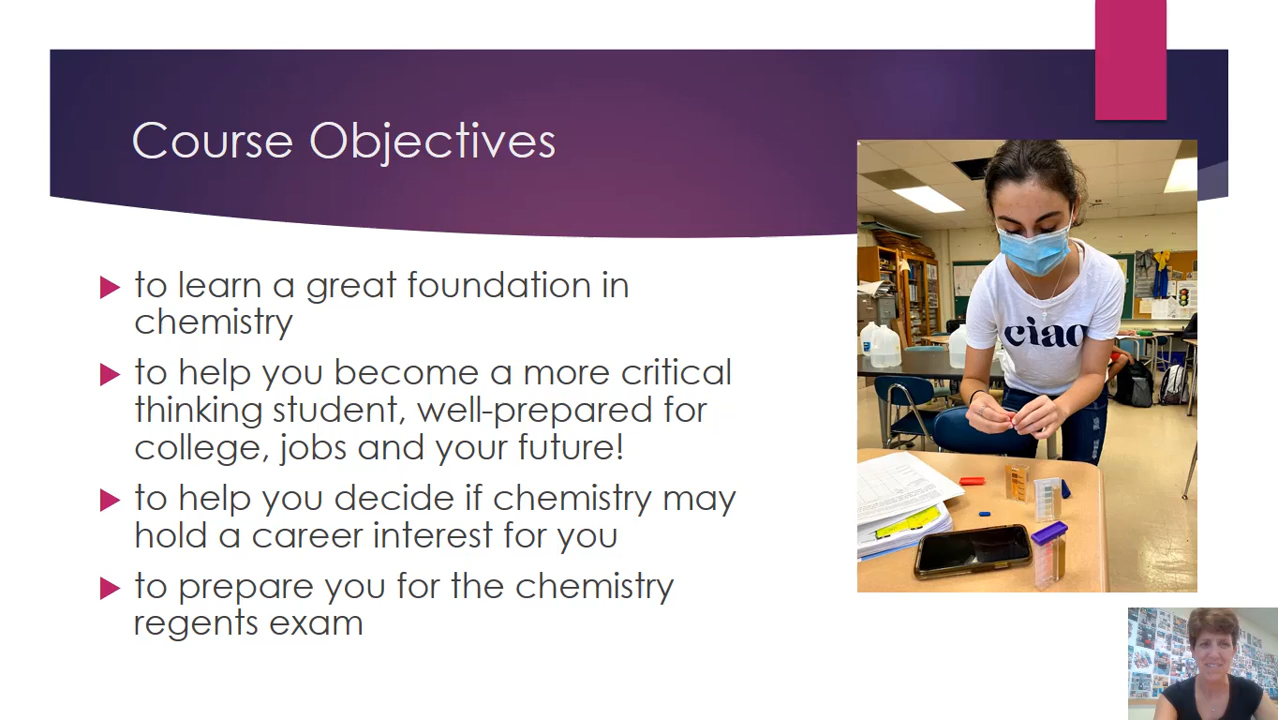 Course Objectives
to learn a great foundation in
chemistry
to help you become a more critical
thinking student, well-prepared for
college, jobs and your future!
to help you decide if chemistry may
hold a career interest for you
to prepare you for the chemistry
regents exam
ciao